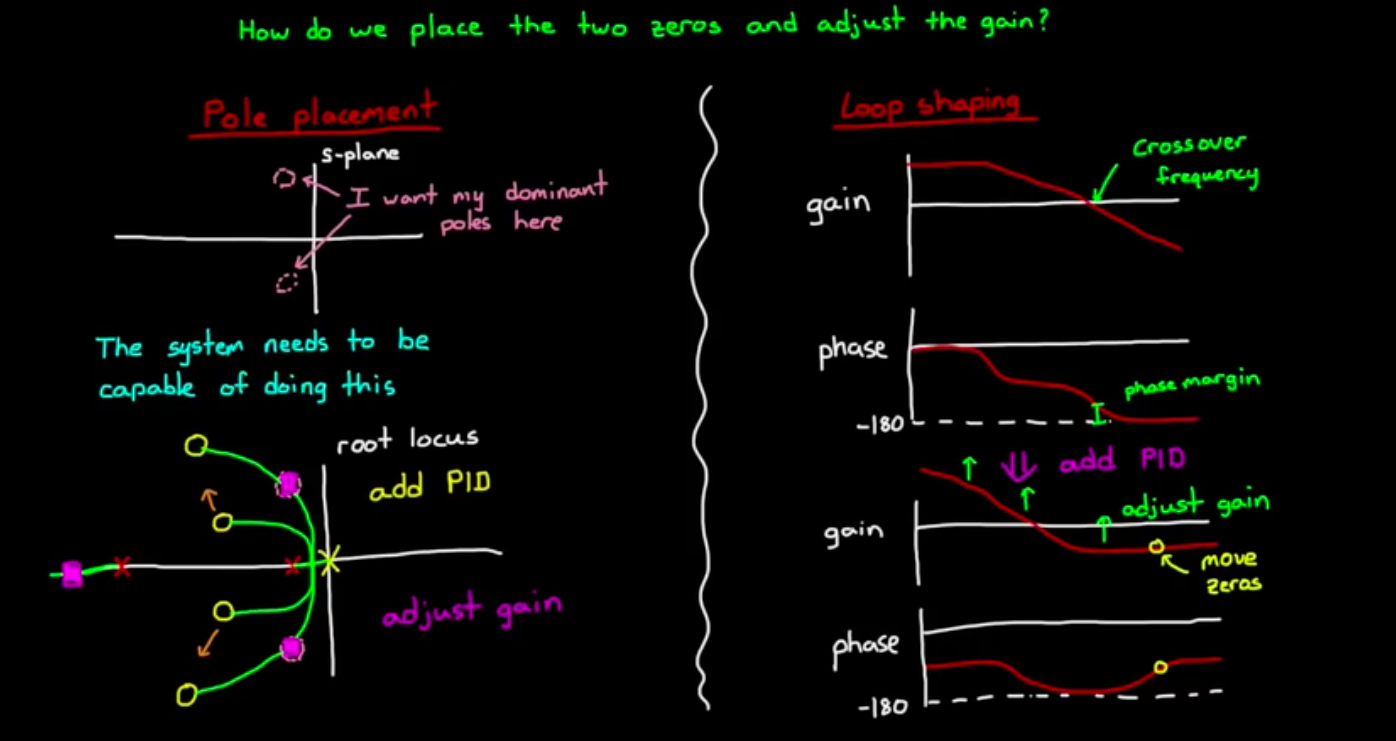 How do we place the two zeros and adjust the gain?
Pole placement
s-plane
I want my dominant
poles here
The system needs to be
capable of doing this
root locus
add PID
adjust gain
Loop shaping
Crossover
frequency
gain
phase
phase margin
-180
add PID
adjust gain
gain
move
zeros
phase
-180